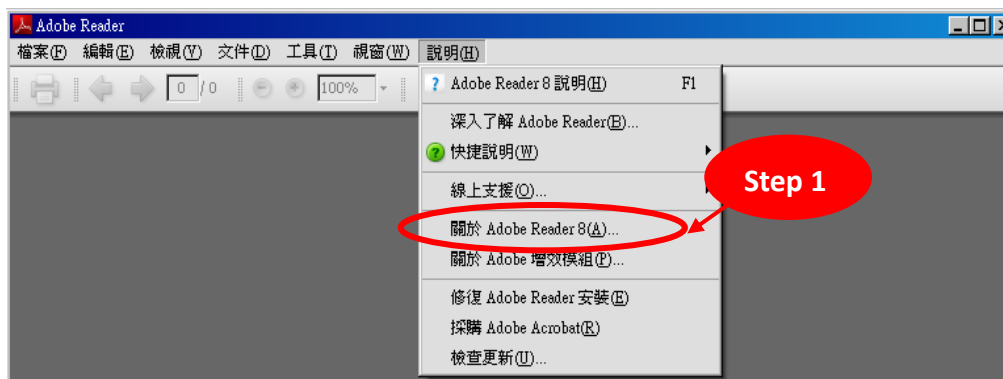 Adobe Reader
檔案(F) 編輯(E) 檢視(V) 文件(D) 工具(T) 視窗(W) 說明(H)
0 / 0 100%
Adobe Reader 8 說明(H) F1
深入了解 Adobe Reader(B)...
快捷說明(W)
線上支援(O)...
Step 1
關於 Adobe Reader 8(A)...
關於 Adobe 增效模組(P)...
修復 Adobe Reader 安裝(E)
採購 Adobe Acrobat(R)
檢查更新(U)...